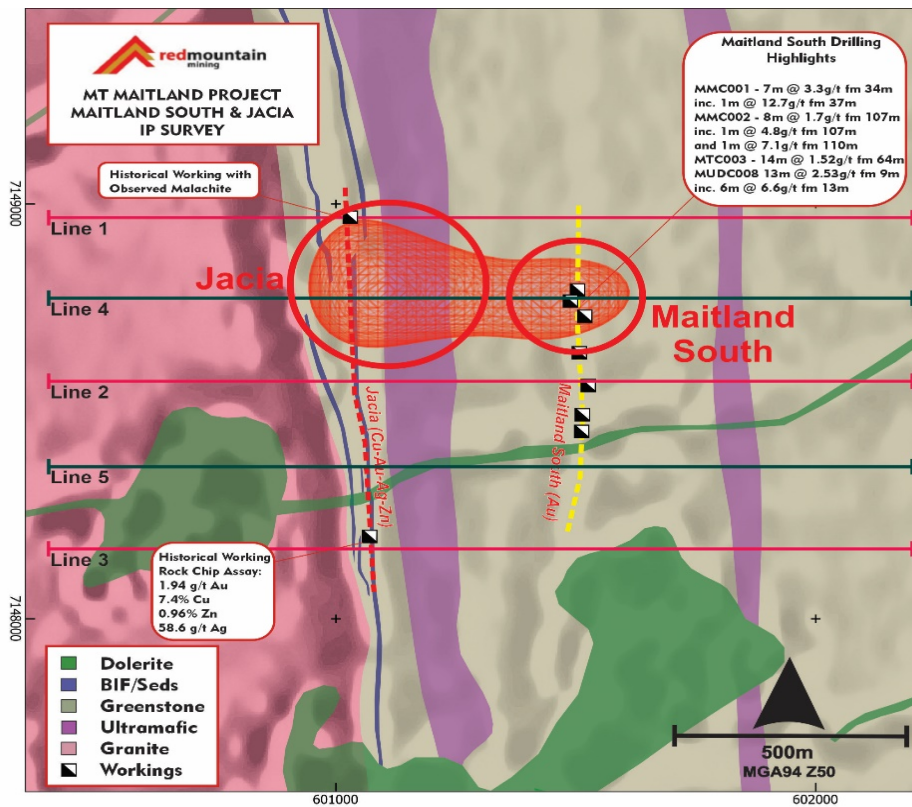 redmountain
mining
MT MAITLAND PROJECT
MAITLAND SOUTH & JACIA
IP SURVEY
Maitland South Drilling
Highlights
MMC001 - 7m @ 3.3g/t fm 34m
inc. 1m @ 12.7g/t fm 37m
MMC002 - 8m @ 1.7g/t fm 107m
inc. 1m @ 4.8g/t fm 107m
and 1m @ 7.1g/t fm 110m
MTC003 - 14m @ 1.52g/t fm 64m
MUDC008 13m @ 2.53g/t fm 9m
inc. 6m @ 6.6g/t fm 13m
Historical Working with
Observed Malachite
7149000
Line 1
Jacia
Line 4
Maitland
South
Line 2
Jacia (Cu-Au-Ag-Zn)
Maitland South (Au)
Line 5
Line 3
Historical Working
Rock Chip Assay:
1.94 g/t Au
7.4% Cu
0.96% Zn
58.6 g/t Ag
7148000
Dolerite
BIF/Seds
Greenstone
Ultramafic
Granite
Workings
500m
MGA94 Z50
601000
602000